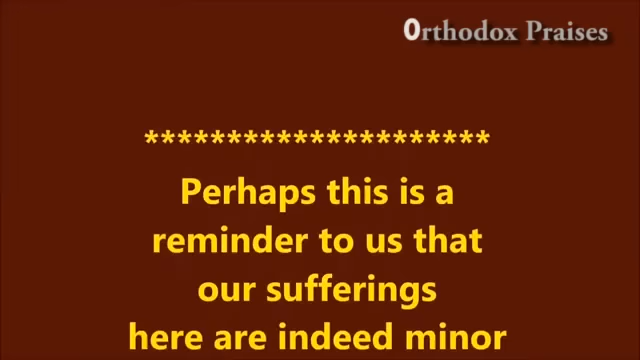 Orthodox Praises
*********************
Perhaps this is a
reminder to us that
our sufferings
here are indeed minor